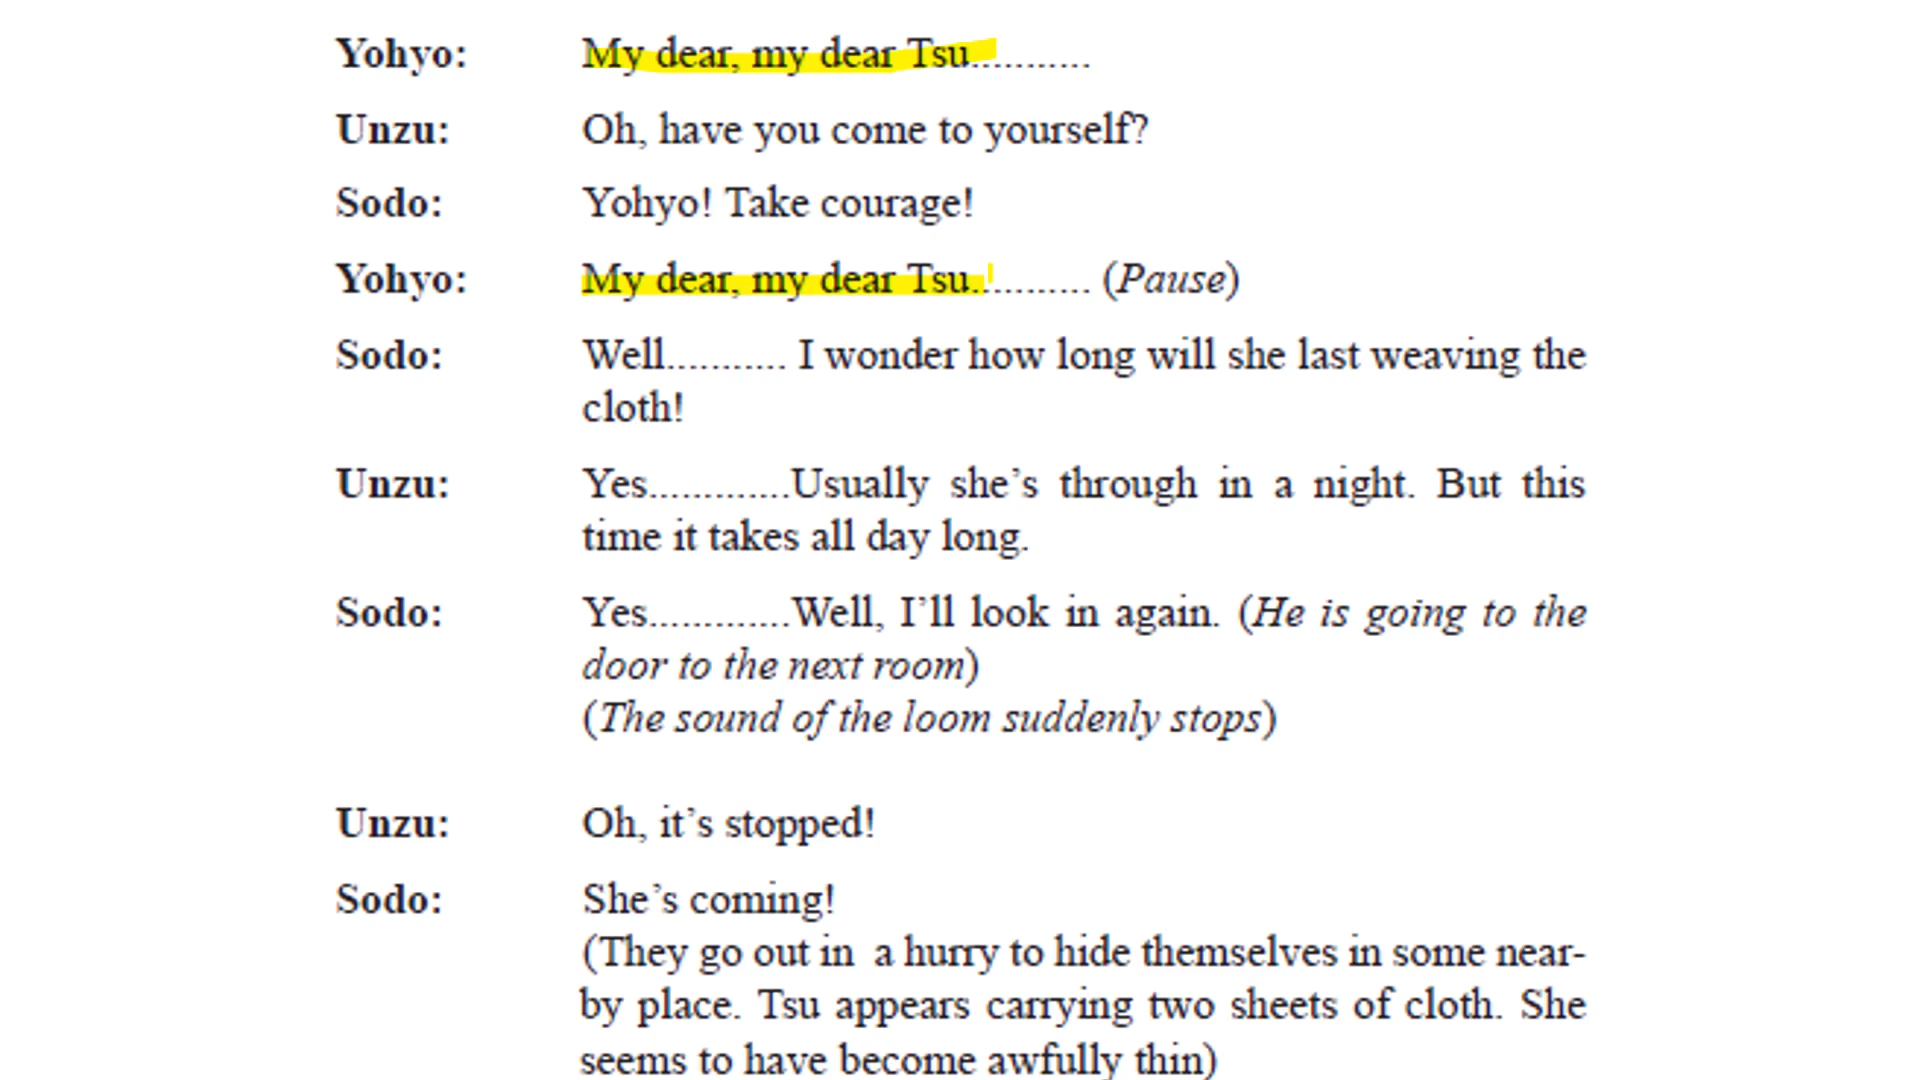 Yohyo: My dear, my dear Tsu...........
Unzu: Oh, have you come to yourself?
Sodo: Yohyo! Take courage!
Yohyo: My dear, my dear Tsu........... (Pause)
Sodo: Well........... I wonder how long will she last weaving the
cloth!
Unzu: Yes.............Usually she's through in a night. But this
time it takes all day long.
Sodo: Yes.............Well, I'll look in again. (He is going to the
door to the next room)
(The sound of the loom suddenly stops)
Unzu: Oh, it's stopped!
Sodo: She's coming!
(They go out in a hurry to hide themselves in some near-
by place. Tsu appears carrying two sheets of cloth. She
seems to have become awfully thin)